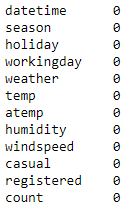 datetime 0
season 0
holiday 0
workingday 0
weather 0
temp 0
atemp 0
humidity 0
windspeed 0
casual 0
registered 0
count 0